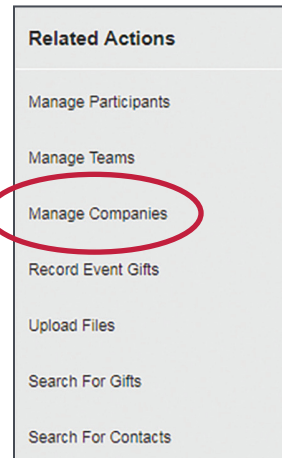 Related Actions
Manage Participants
Manage Teams
Manage Companies
Record Event Gifts
Upload Files
Search For Gifts
Search For Contacts